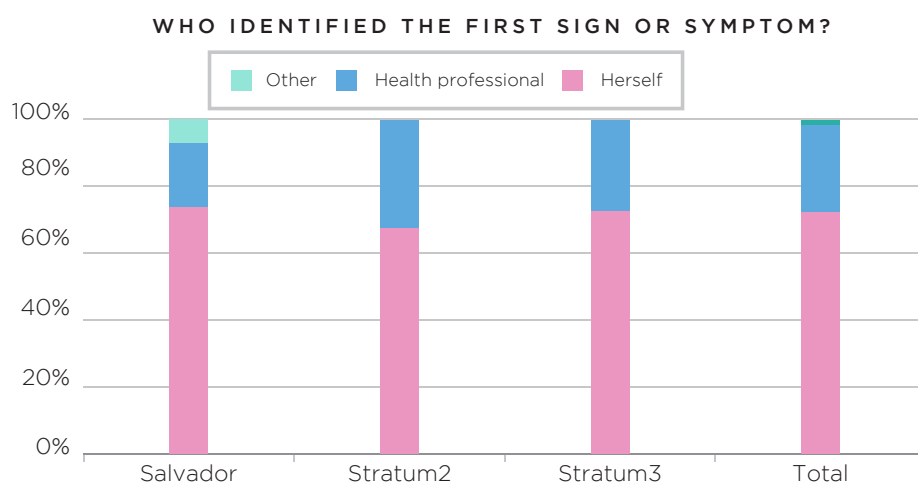 WHO IDENTIFIED THE FIRST SIGN OR SYMPTOM?
Other Health professional Herself
100%
80%
60%
40%
20%
0%
Salvador Stratum2 Stratum3 Total